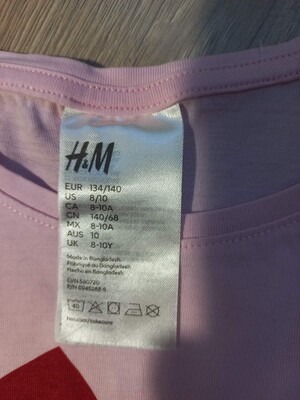 H&M
EUR 134/140
US 8/10
CA 8-10A
CN 140/68
MX 8-10A
AUS 10
UK 8-10Y
Made in Bangladesh
Fabriqué au Bangladesh
Hecho en Bangladesh
40